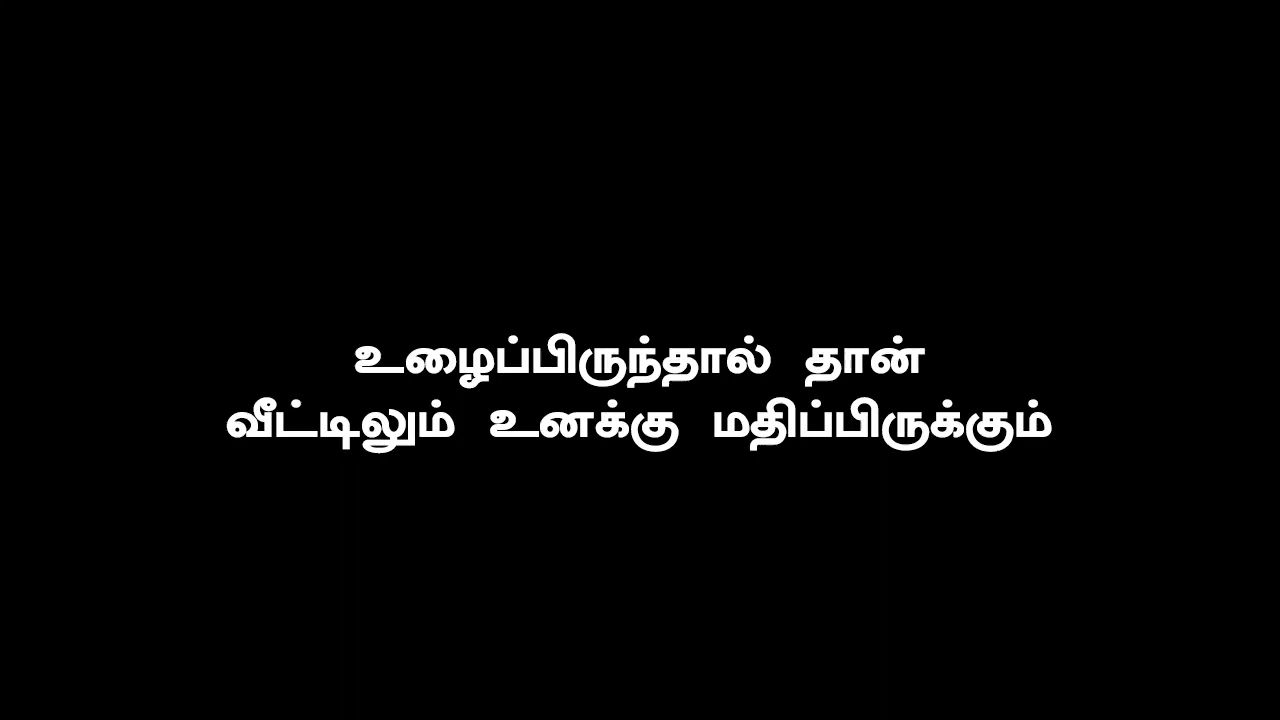 உழைப்பிருந்தால் தான்
வீட்டிலும் உனக்கு மதிப்பிருக்கும்